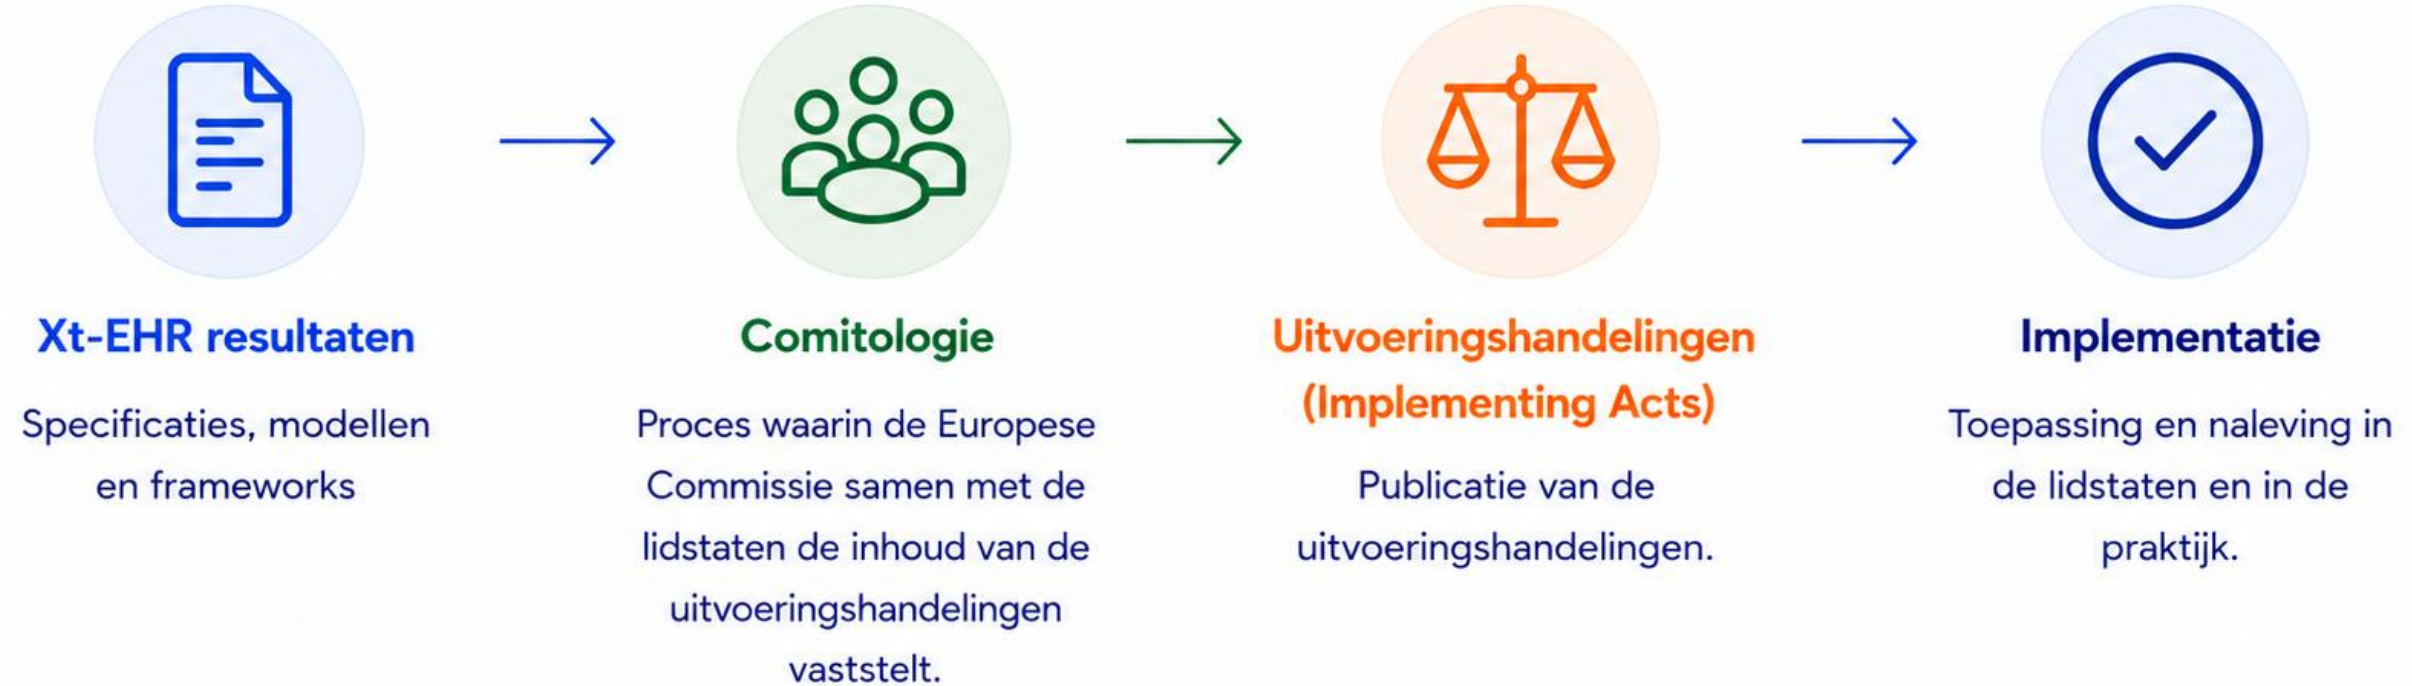 Xt-EHR resultaten
Specificaties, modellen
en frameworks
Comitologie
Proces waarin de Europese
Commissie samen met de
lidstaten de inhoud van de
uitvoeringshandelingen
vaststelt.
Uitvoeringshandelingen
(Implementing Acts)
Publicatie van de
uitvoeringshandelingen.
Implementatie
Toepassing en naleving in
de lidstaten en in de
praktijk.